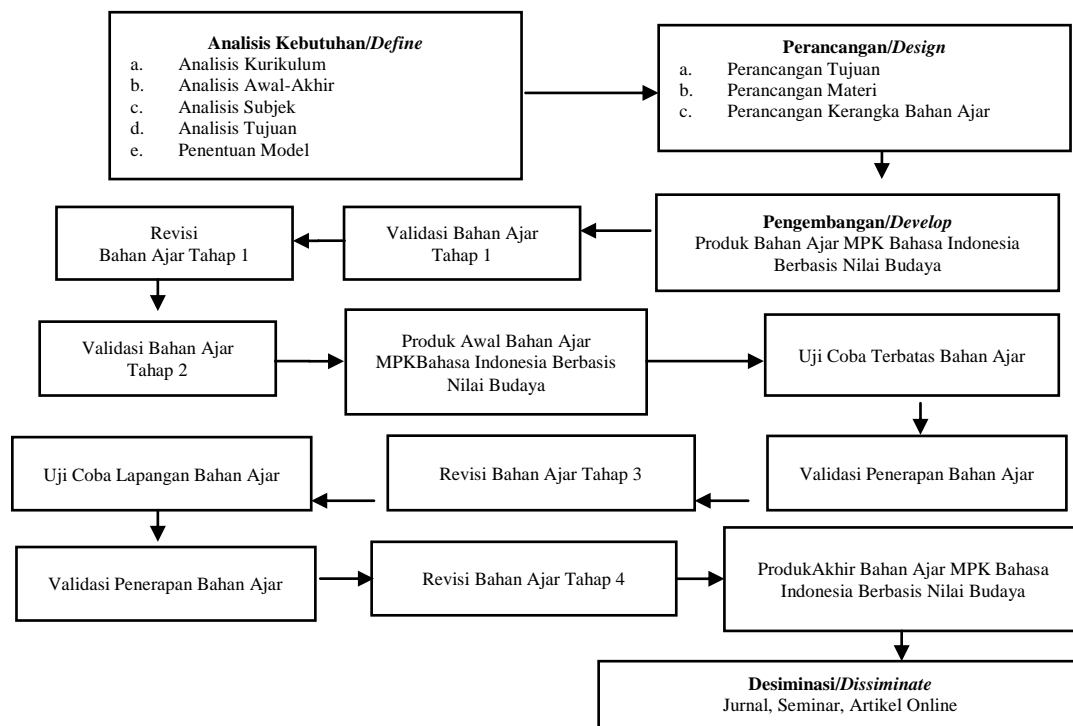 Analisis Kebutuhan/Define
a. Analisis Kurikulum
b. Analisis Awal-Akhir
c. Analisis Subjek
d. Analisis Tujuan
e. Penentuan Model
Perancangan/Design
a. Perancangan Tujuan
b. Perancangan Materi
c. Perancangan Kerangka Bahan Ajar
Pengembangan/Develop
Produk Bahan Ajar MPK Bahasa Indonesia
Berbasis Nilai Budaya
Validasi Bahan Ajar
Tahap 1
Revisi
Bahan Ajar Tahap 1
Validasi Bahan Ajar
Tahap 2
Produk Awal Bahan Ajar
MPKBahasa Indonesia Berbasis
Nilai Budaya
Uji Coba Terbatas Bahan Ajar
Validasi Penerapan Bahan Ajar
Revisi Bahan Ajar Tahap 3
Uji Coba Lapangan Bahan Ajar
Validasi Penerapan Bahan Ajar
Revisi Bahan Ajar Tahap 4
ProdukAkhir Bahan Ajar MPK Bahasa
Indonesia Berbasis Nilai Budaya
Desiminasi/Dissiminate
Jurnal, Seminar, Artikel Online